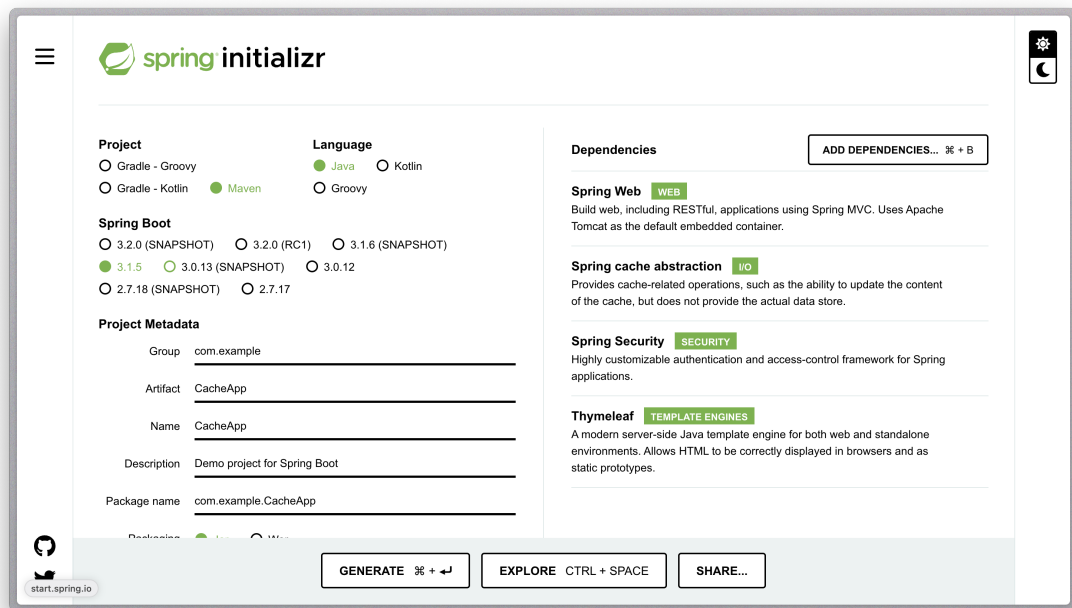 spring initializr
Project
Gradle - Groovy
Gradle - Kotlin Maven
Language
Java Kotlin
Groovy
Spring Boot
3.2.0 (SNAPSHOT) 3.2.0 (RC1) 3.1.6 (SNAPSHOT)
3.1.5 3.0.13 (SNAPSHOT) 3.0.12
2.7.18 (SNAPSHOT) 2.7.17
Project Metadata
Group com.example
Artifact CacheApp
Name CacheApp
Description Demo project for Spring Boot
Package name com.example.CacheApp
Dependencies
ADD DEPENDENCIES... ⌘ + B
Spring Web WEB
Build web, including RESTful, applications using Spring MVC. Uses Apache
Tomcat as the default embedded container.
Spring cache abstraction I/O
Provides cache-related operations, such as the ability to update the content
of the cache, but does not provide the actual data store.
Spring Security SECURITY
Highly customizable authentication and access-control framework for Spring
applications.
Thymeleaf TEMPLATE ENGINES
A modern server-side Java template engine for both web and standalone
environments. Allows HTML to be correctly displayed in browsers and as
static prototypes.
GENERATE ⌘ + ↵
EXPLORE CTRL + SPACE
SHARE...
start.spring.io